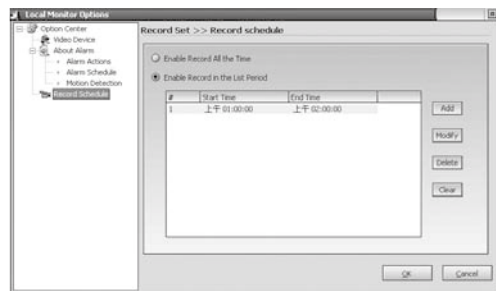 Local Monitor Options
Option Center
Video Device
About Alarm
Alarm Actions
Alarm Schedule
Motion Detection
Record Schedule
Record Set >> Record schedule
Enable Record All the Time
Enable Record in the List Period
# Start Time End Time
1 上午 01:00:00 上午 02:00:00
Add
Modify
Delete
Clear
OK Cancel